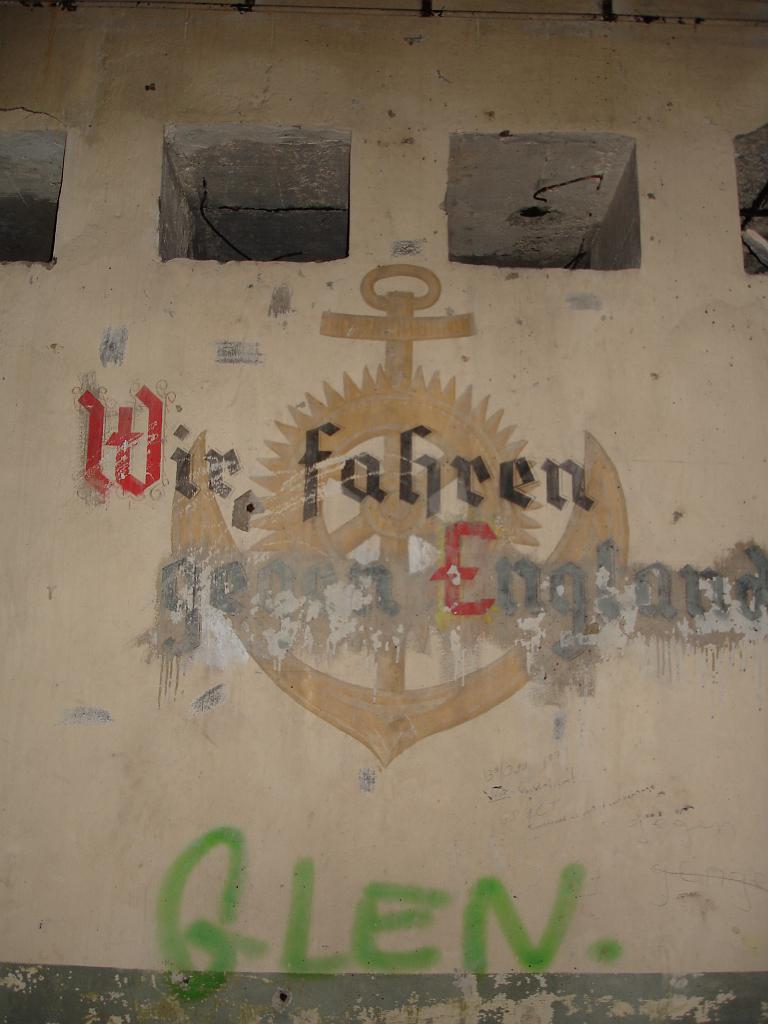 Wir fahren
gegen England
GLEN.